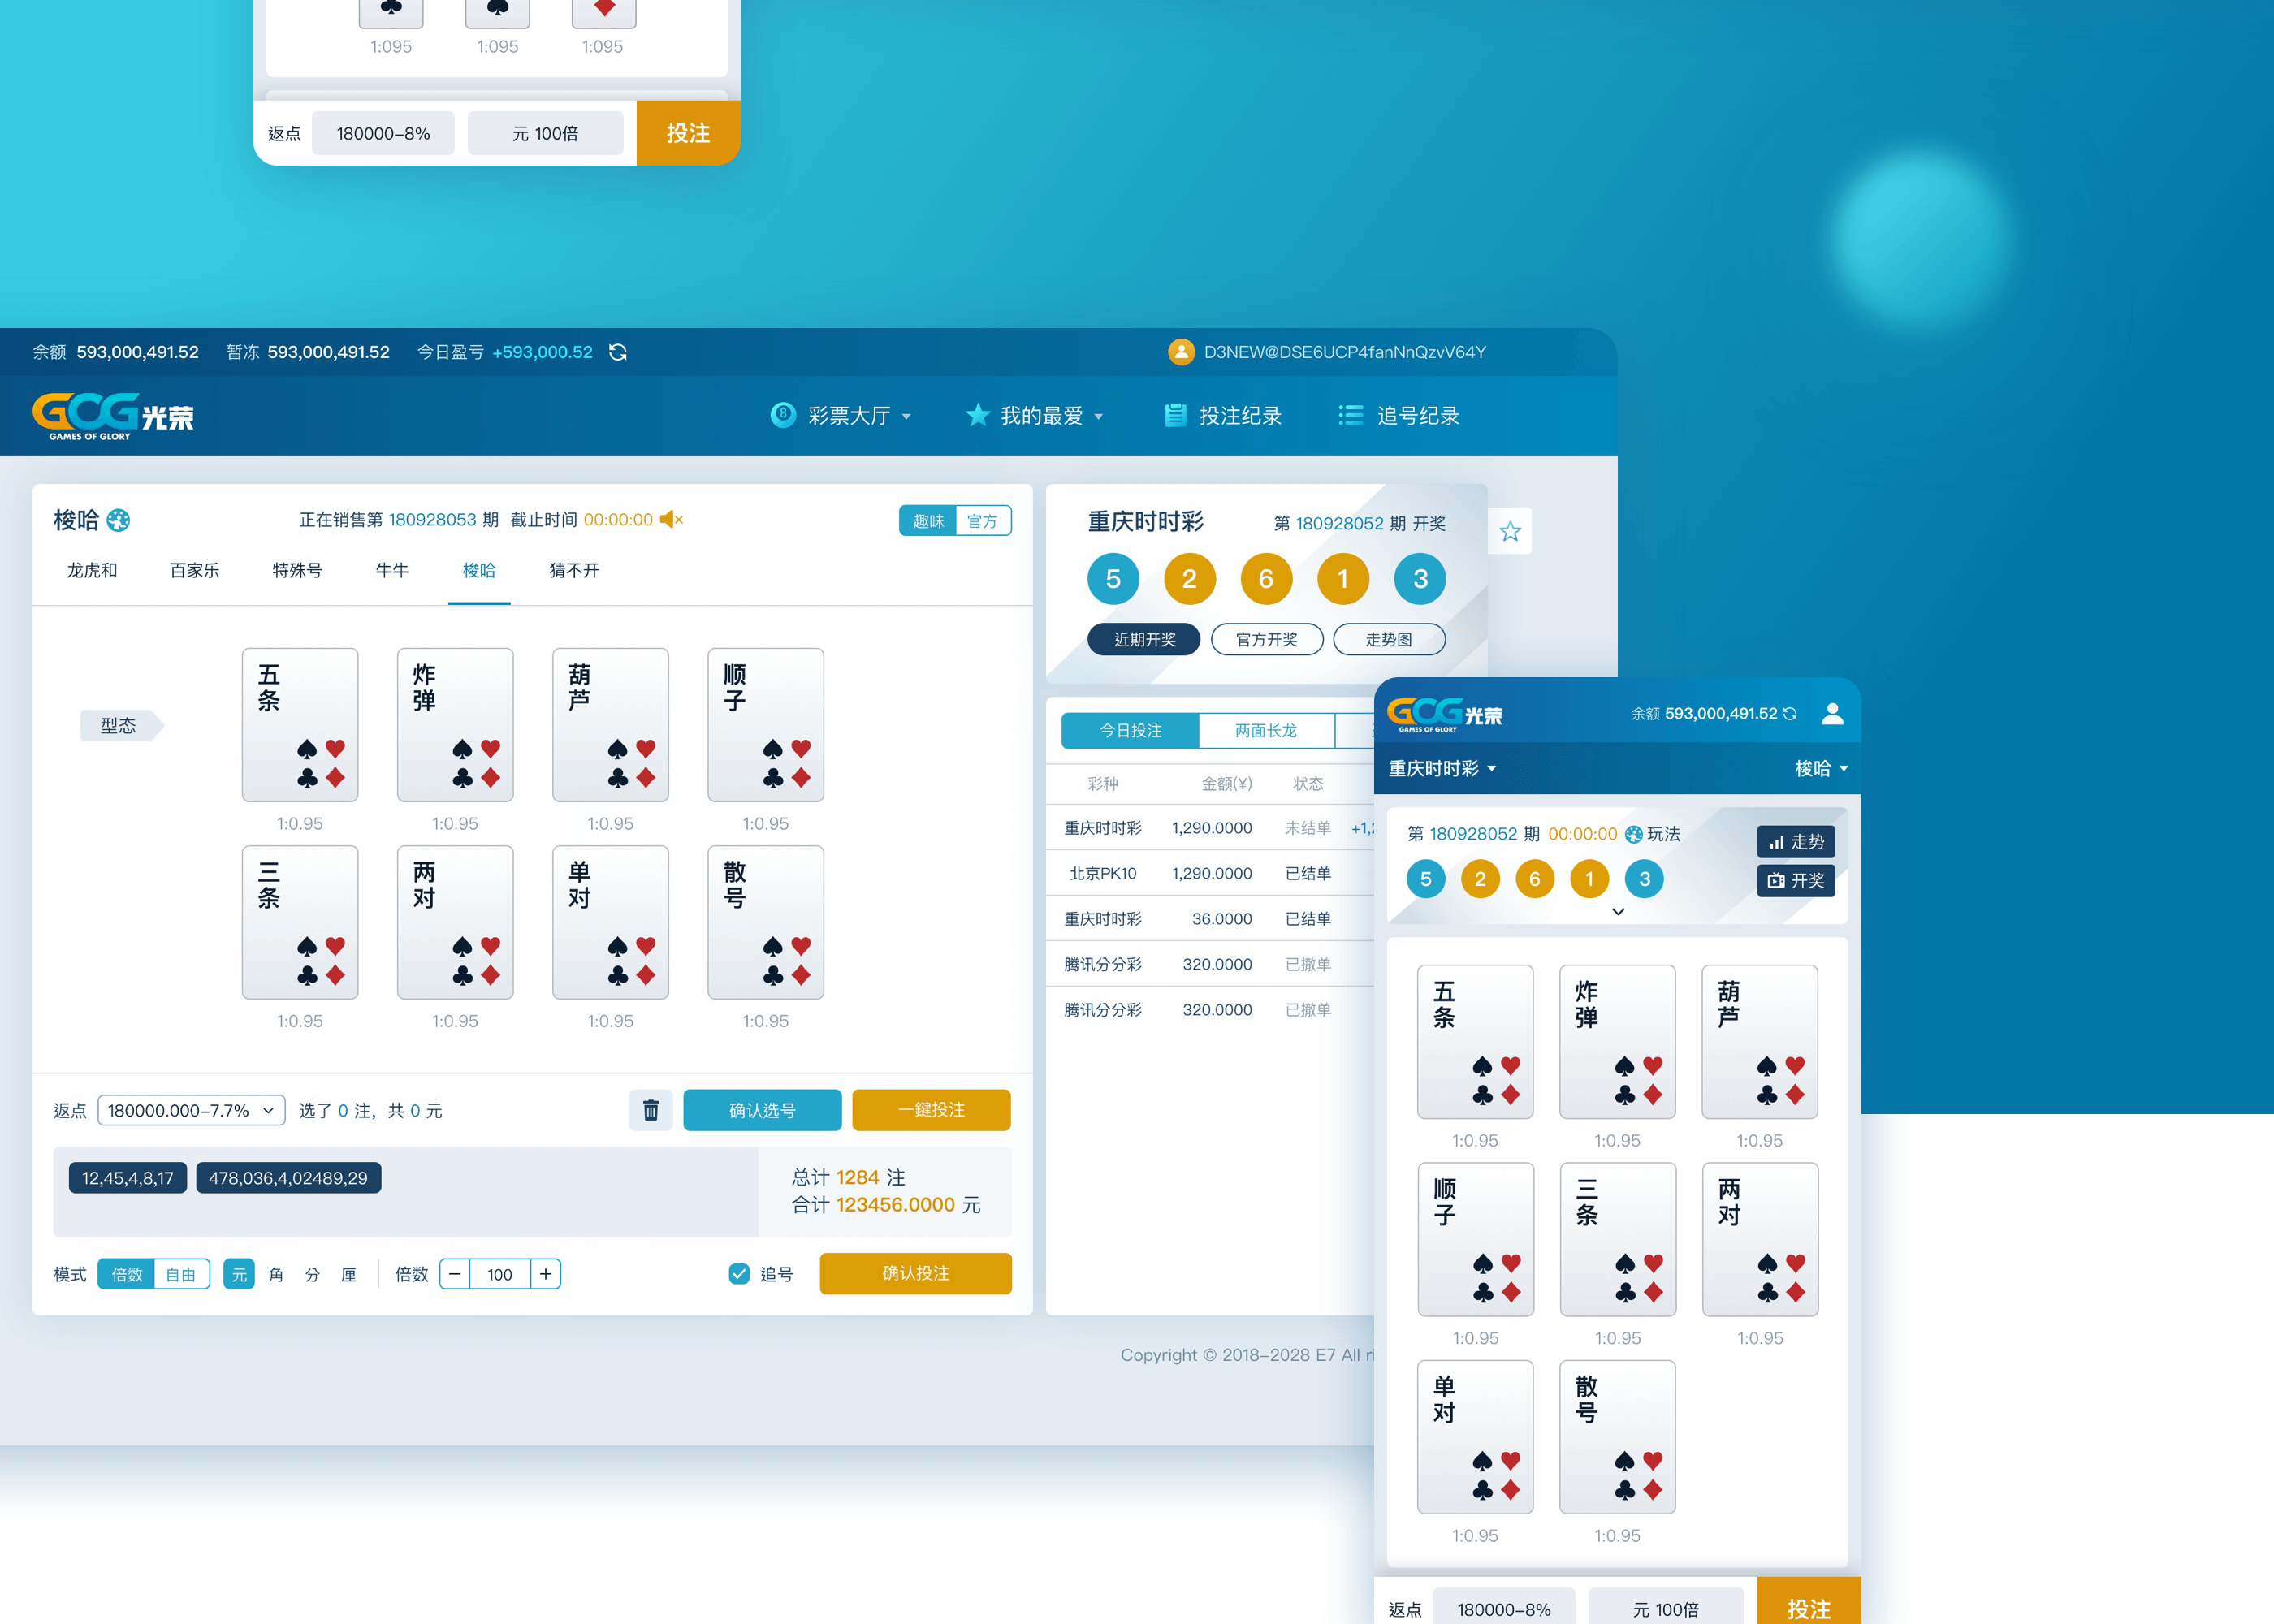 1:095 1:095 1:095
返点 180000-8% 元 100倍 投注
余额 593,000,491.52 暂冻 593,000,491.52 今日盈亏 +593,000.52
D3NEW@DSE6UCP4fanNnQzvV64Y
GOG光荣
GAMES OF GLORY
8 彩票大厅 我的最爱 投注纪录 追号纪录
梭哈 正在销售第 180928053 期 截止时间 00:00:00 趣味 官方
龙虎和 百家乐 特殊号 牛牛 梭哈 猜不开
型态
五条 炸弹 葫芦 顺子
1:0.95 1:0.95 1:0.95 1:0.95
三条 两对 单对 散号
1:0.95 1:0.95 1:0.95 1:0.95
返点 180000.000-7.7% 选了 0 注, 共 0 元 确认选号 一鍵投注
12,45,4,8,17 478,036,4,02489,29
总计 1284 注
合计 123456.0000 元
模式 倍数 自由 元 角 分 厘 倍数 − 100 + 追号 确认投注
重庆时时彩 第 180928052 期 开奖
5 2 6 1 3
近期开奖 官方开奖 走势图
今日投注 两面长龙
彩种 金额(¥) 状态
重庆时时彩 1,290.0000 未结单 +1,
北京PK10 1,290.0000 已结单
重庆时时彩 36.0000 已结单
腾讯分分彩 320.0000 已撤单
腾讯分分彩 320.0000 已撤单
Copyright © 2018-2028 E7 All
GOG光荣
GAMES OF GLORY
余额 593,000,491.52
重庆时时彩 梭哈
第 180928052 期 00:00:00 玩法 走势
5 2 6 1 3 开奖
五条 炸弹 葫芦
1:0.95 1:0.95 1:0.95
顺子 三条 两对
1:0.95 1:0.95 1:0.95
单对 散号
1:0.95 1:0.95
返点 180000-8% 元 100倍 投注